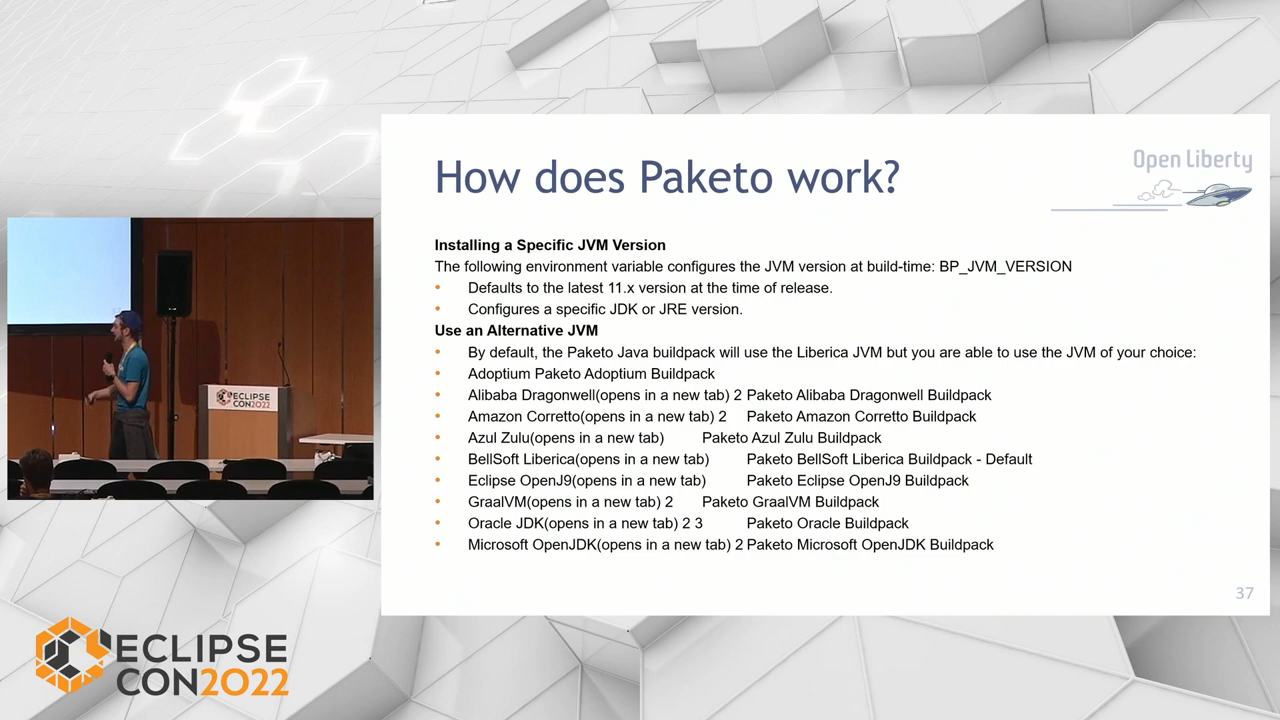 How does Paketo work?
Open Liberty
Installing a Specific JVM Version
The following environment variable configures the JVM version at build-time: BP_JVM_VERSION
• Defaults to the latest 11.x version at the time of release.
• Configures a specific JDK or JRE version.
Use an Alternative JVM
• By default, the Paketo Java buildpack will use the Liberica JVM but you are able to use the JVM of your choice:
• Adoptium Paketo Adoptium Buildpack
• Alibaba Dragonwell(opens in a new tab) 2 Paketo Alibaba Dragonwell Buildpack
• Amazon Corretto(opens in a new tab) 2 Paketo Amazon Corretto Buildpack
• Azul Zulu(opens in a new tab) Paketo Azul Zulu Buildpack
• BellSoft Liberica(opens in a new tab) Paketo BellSoft Liberica Buildpack - Default
• Eclipse OpenJ9(opens in a new tab) Paketo Eclipse OpenJ9 Buildpack
• GraalVM(opens in a new tab) 2 Paketo GraalVM Buildpack
• Oracle JDK(opens in a new tab) 2 3 Paketo Oracle Buildpack
• Microsoft OpenJDK(opens in a new tab) 2 Paketo Microsoft OpenJDK Buildpack
37
ECLIPSE
CON2022
ECLIPSE
CON2022